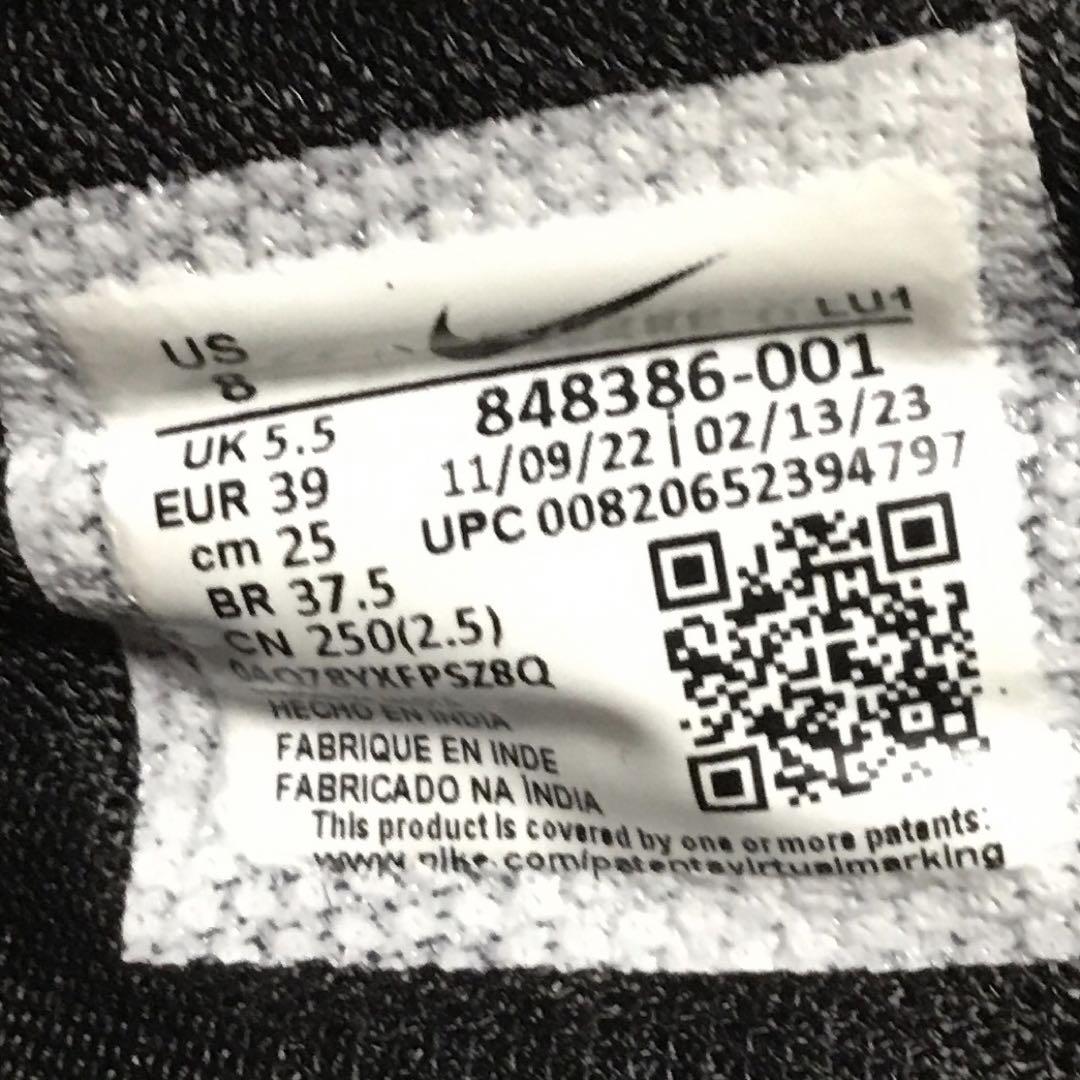 LU1
US
8
848386-001
UK 5.5
11/09/22 | 02/13/23
EUR 39
UPC 00820652394797
cm 25
BR 37.5
CN 250(2.5)
HECHO EN INDIA
FABRIQUE EN INDE
FABRICADO NA ÍNDIA
This product is covered by one or more patents:
www.nike.com/patentsvirtualmarking